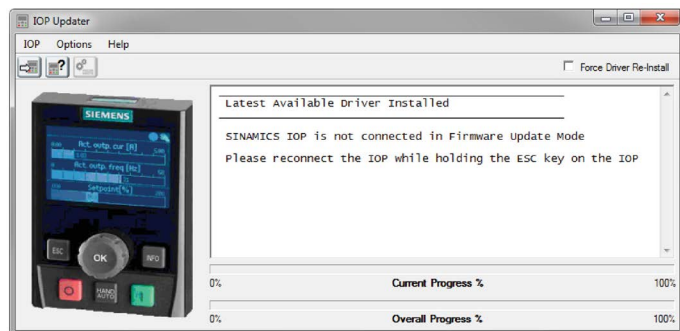 IOP Updater
IOP Options Help
Force Driver Re-Install
SIEMENS
Act. outp. cur [A]
Act. outp. freq [Hz]
Setpoint[%]
ESC
OK
INFO
HAND
AUTO
Latest Available Driver Installed
SINAMICS IOP is not connected in Firmware Update Mode
Please reconnect the IOP while holding the ESC key on the IOP
0% Current Progress % 100%
0% Overall Progress % 100%